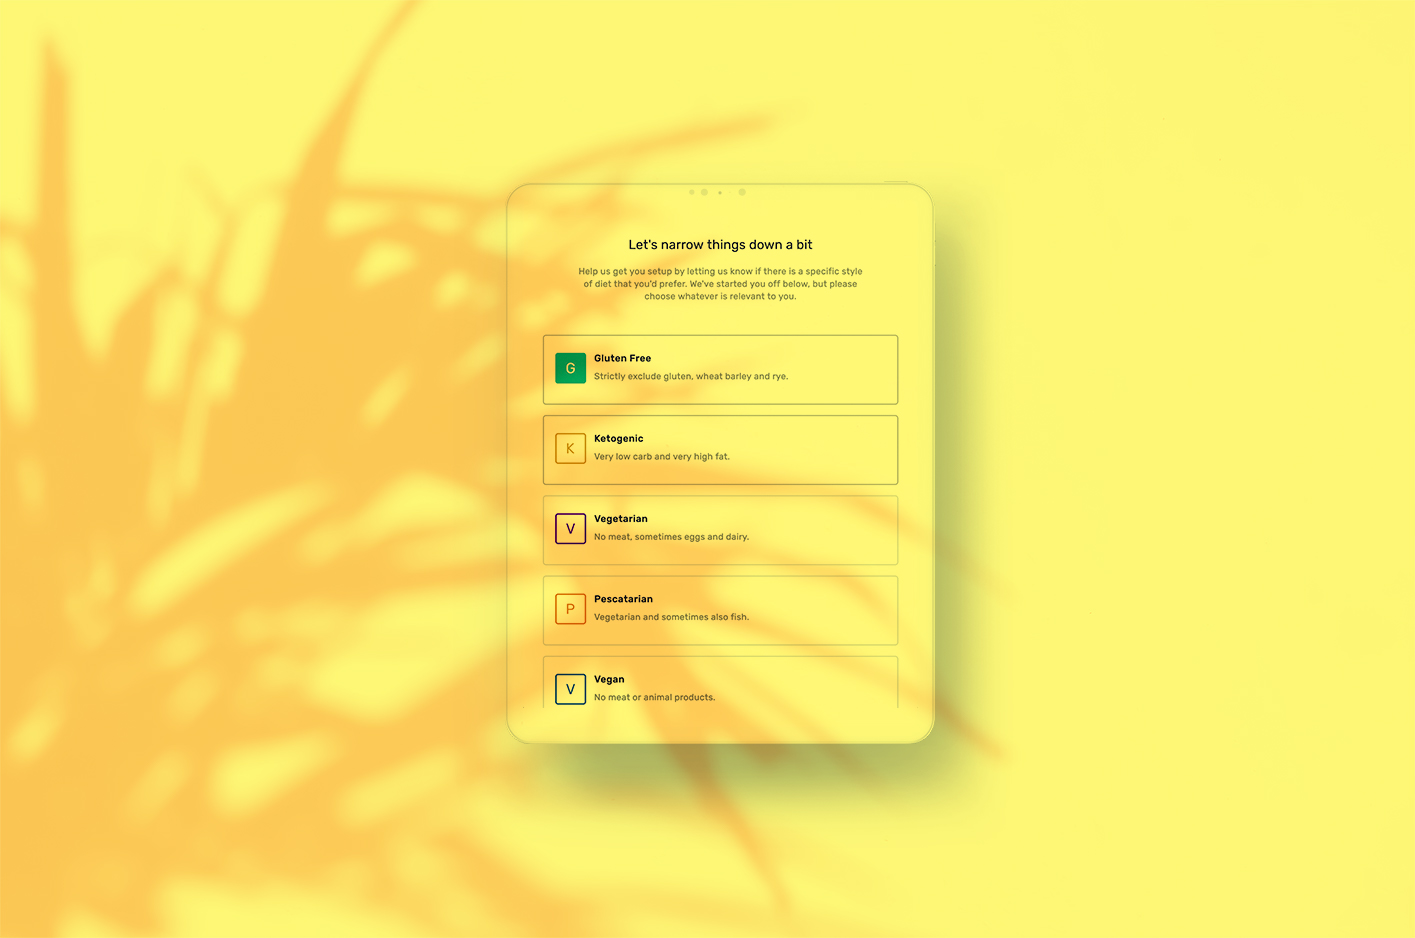 Let's narrow things down a bit
Help us get you setup by letting us know if there is a specific style
of diet that you'd prefer. We've started you off below, but please
choose whatever is relevant to you.
G
Gluten Free
Strictly exclude gluten, wheat barley and rye.
K
Ketogenic
Very low carb and very high fat.
V
Vegetarian
No meat, sometimes eggs and dairy.
P
Pescatarian
Vegetarian and sometimes also fish.
V
Vegan
No meat or animal products.